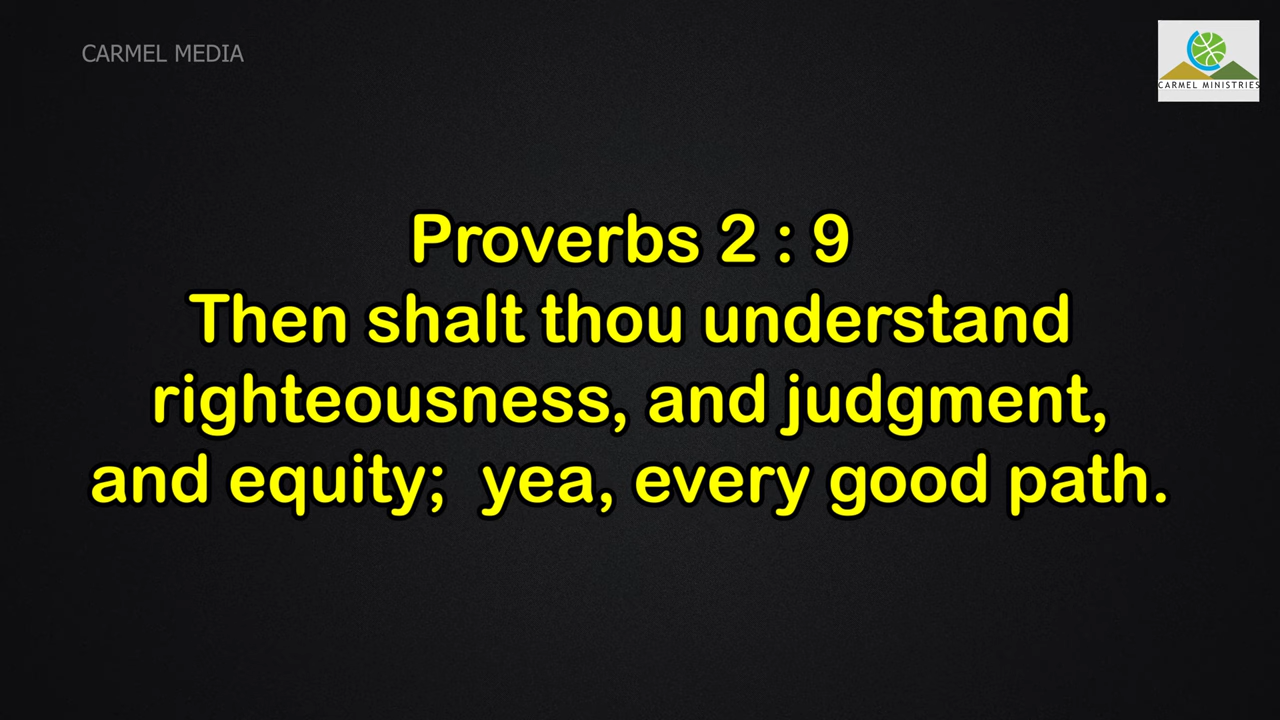 CARMEL MEDIA
CARMEL MINISTRIES
Proverbs 2 : 9
Then shalt thou understand
righteousness, and judgment,
and equity;  yea, every good path.